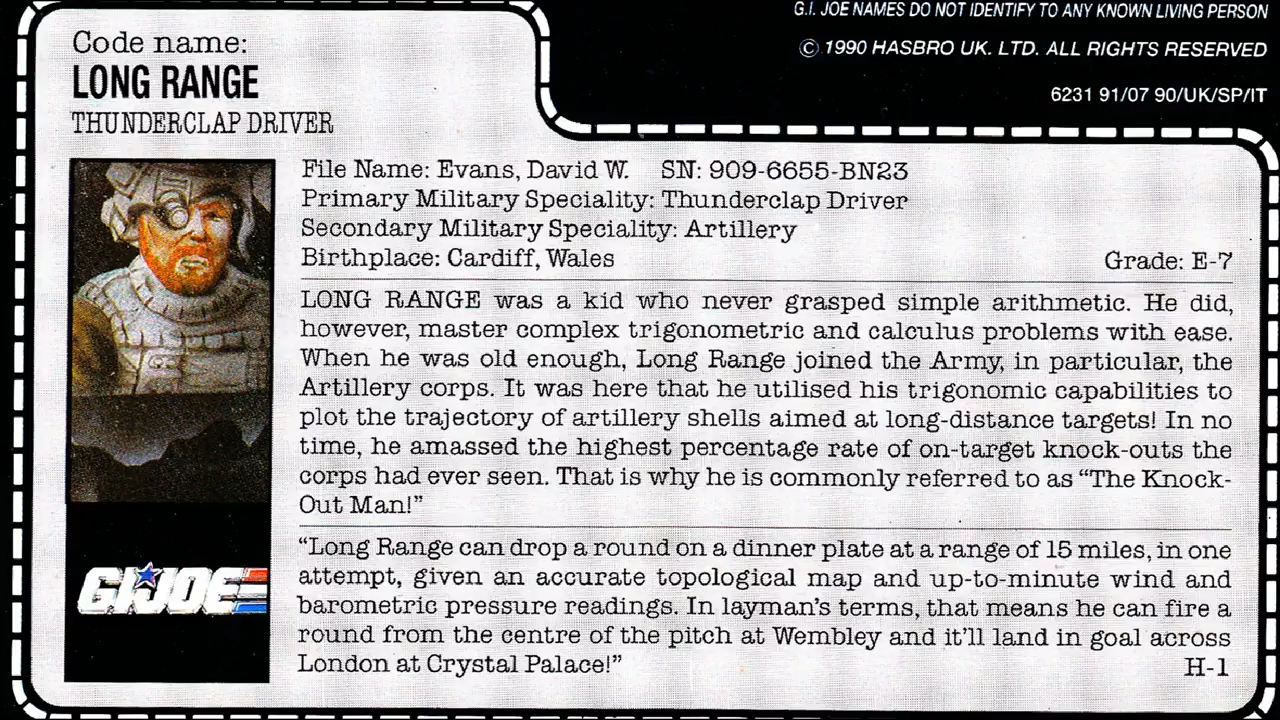 G.I. JOE NAMES DO NOT IDENTIFY TO ANY KNOWN LIVING PERSON
© 1990 HASBRO UK. LTD. ALL RIGHTS RESERVED
6231 91/07 90/UK/SP/IT
Code name:
LONG RANGE
THUNDERCLAP DRIVER
File Name: Evans, David W. SN: 909-6655-BN23
Primary Military Speciality: Thunderclap Driver
Secondary Military Speciality: Artillery
Birthplace: Cardiff, Wales Grade: E-7
LONG RANGE was a kid who never grasped simple arithmetic. He did,
however, master complex trigonometric and calculus problems with ease.
When he was old enough, Long Range joined the Army, in particular, the
Artillery corps. It was here that he utilised his trigonomic capabilities to
plot the trajectory of artillery shells aimed at long-distance targets! In no
time, he amassed the highest percentage rate of on-target knock-outs the
corps had ever seen. That is why he is commonly referred to as “The Knock-
Out Man!”
“Long Range can drop a round on a dinner plate at a range of 15 miles, in one
attempt, given an accurate topological map and up-to-minute wind and
barometric pressure readings. In layman's terms, that means he can fire a
round from the centre of the pitch at Wembley and it'll land in goal across
London at Crystal Palace!”
H-1
G.I. JOE